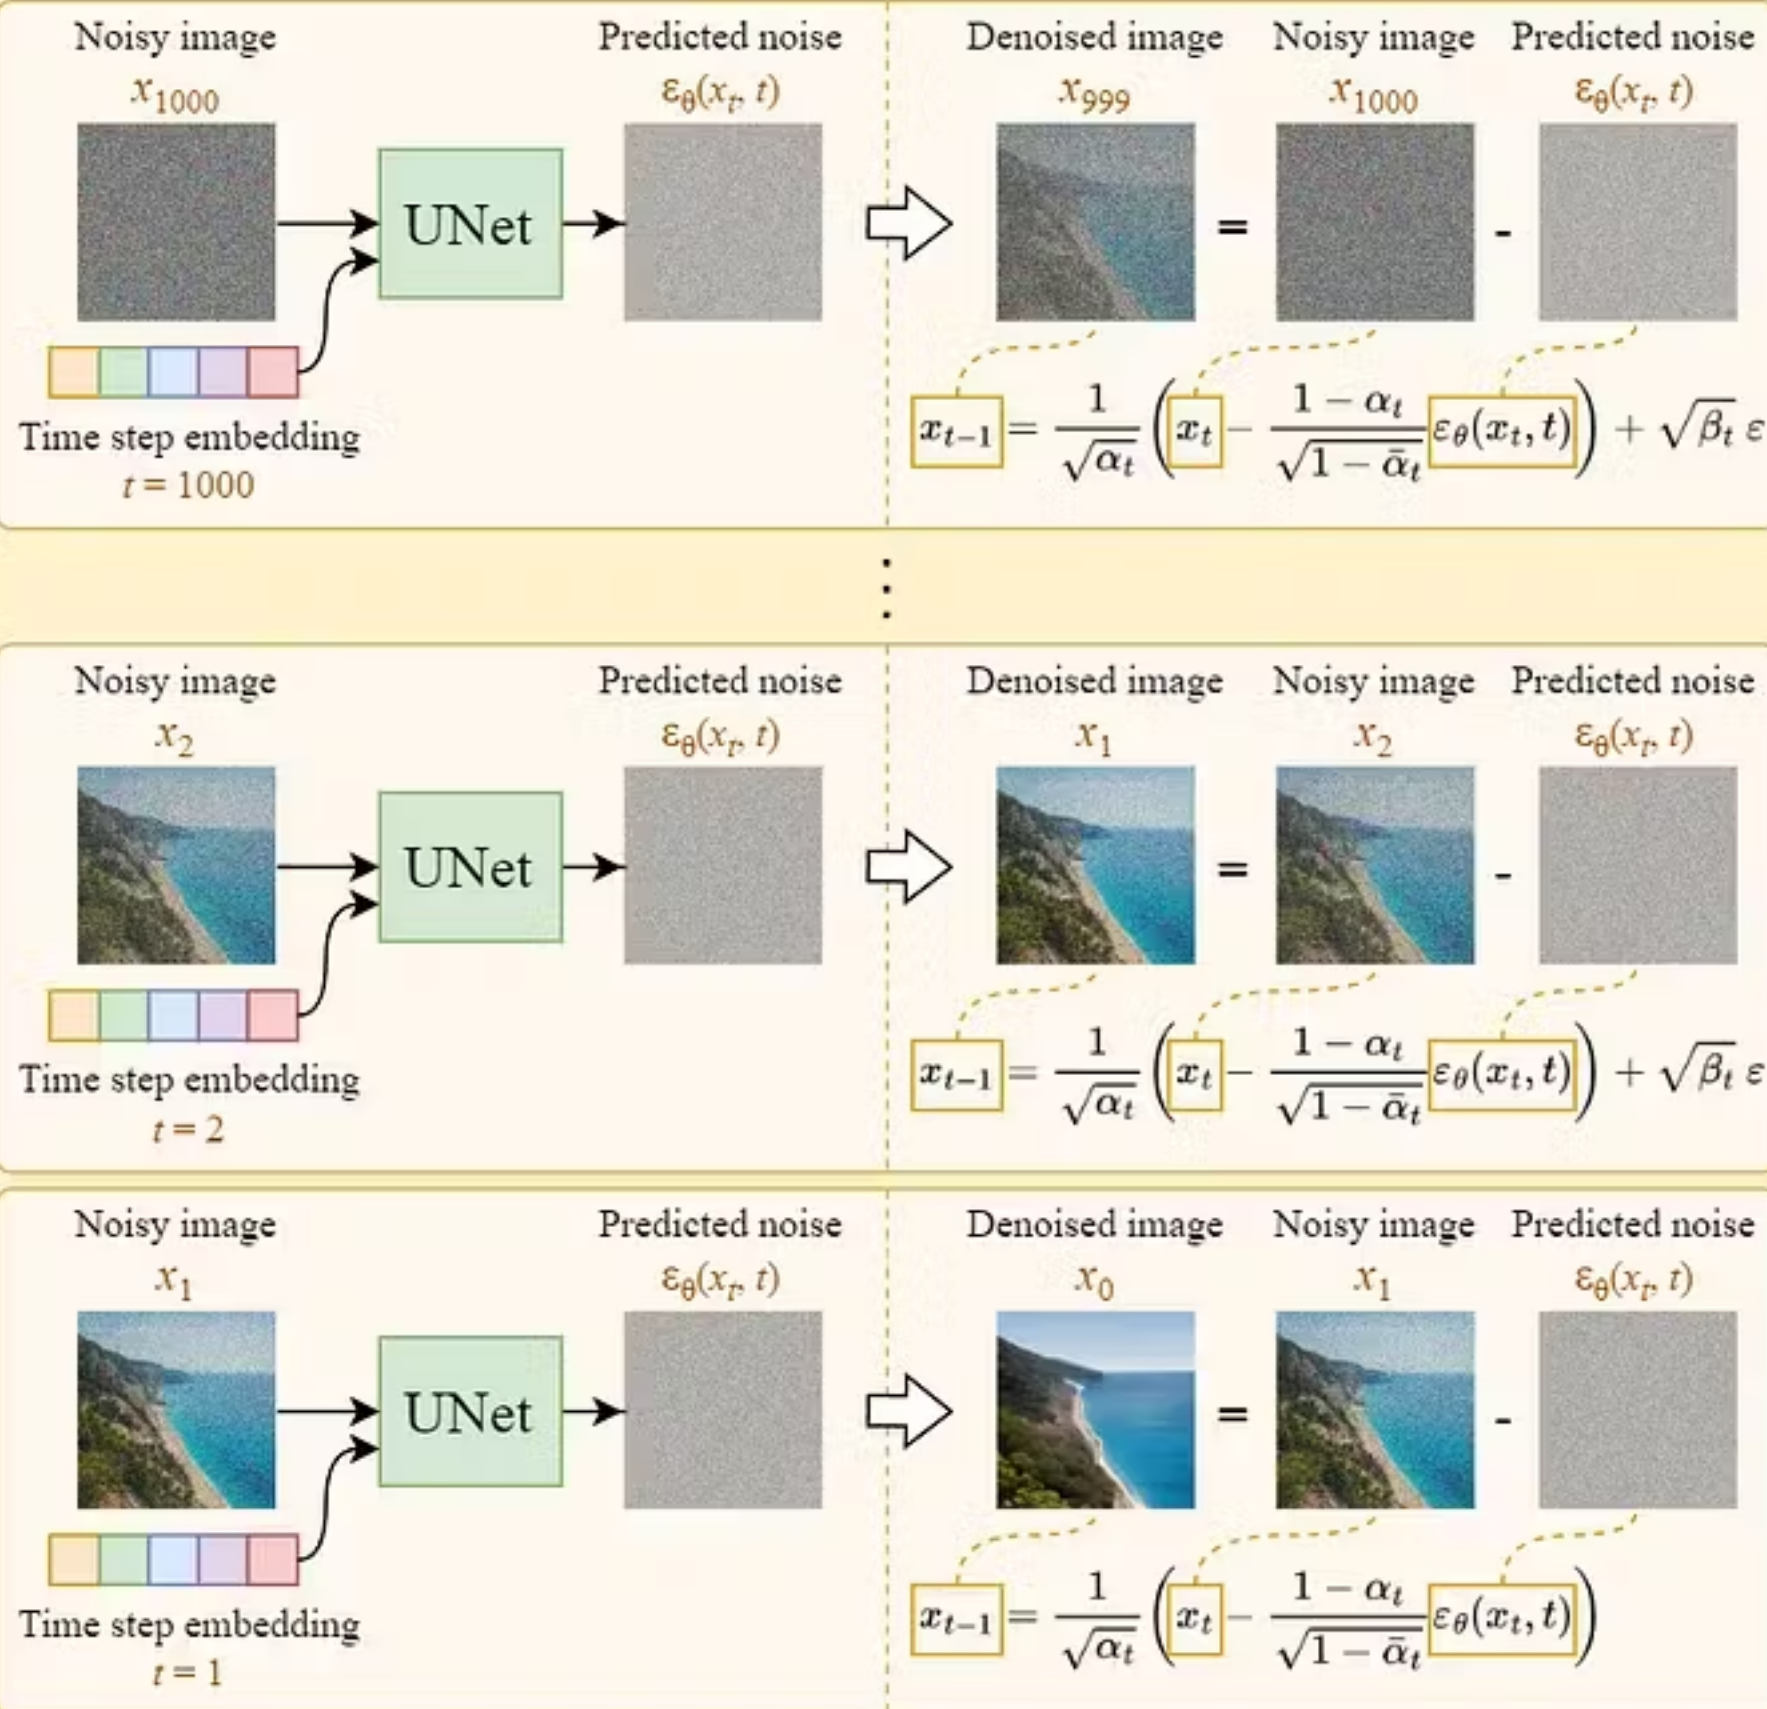 Noisy image Predicted noise Denoised image Noisy image Predicted noise
x₁₀₀₀ εθ(xₜ, t) x₉₉₉ x₁₀₀₀ εθ(xₜ, t)
UNet = -
xₜ₋₁ = 1/√αₜ (xₜ − (1 − αₜ)/√(1 − ᾱₜ) εθ(xₜ, t)) + √βₜ ε
Time step embedding
t = 1000
⋮
Noisy image Predicted noise Denoised image Noisy image Predicted noise
x₂ εθ(xₜ, t) x₁ x₂ εθ(xₜ, t)
UNet = -
xₜ₋₁ = 1/√αₜ (xₜ − (1 − αₜ)/√(1 − ᾱₜ) εθ(xₜ, t)) + √βₜ ε
Time step embedding
t = 2
Noisy image Predicted noise Denoised image Noisy image Predicted noise
x₁ εθ(xₜ, t) x₀ x₁ εθ(xₜ, t)
UNet = -
xₜ₋₁ = 1/√αₜ (xₜ − (1 − αₜ)/√(1 − ᾱₜ) εθ(xₜ, t))
Time step embedding
t = 1